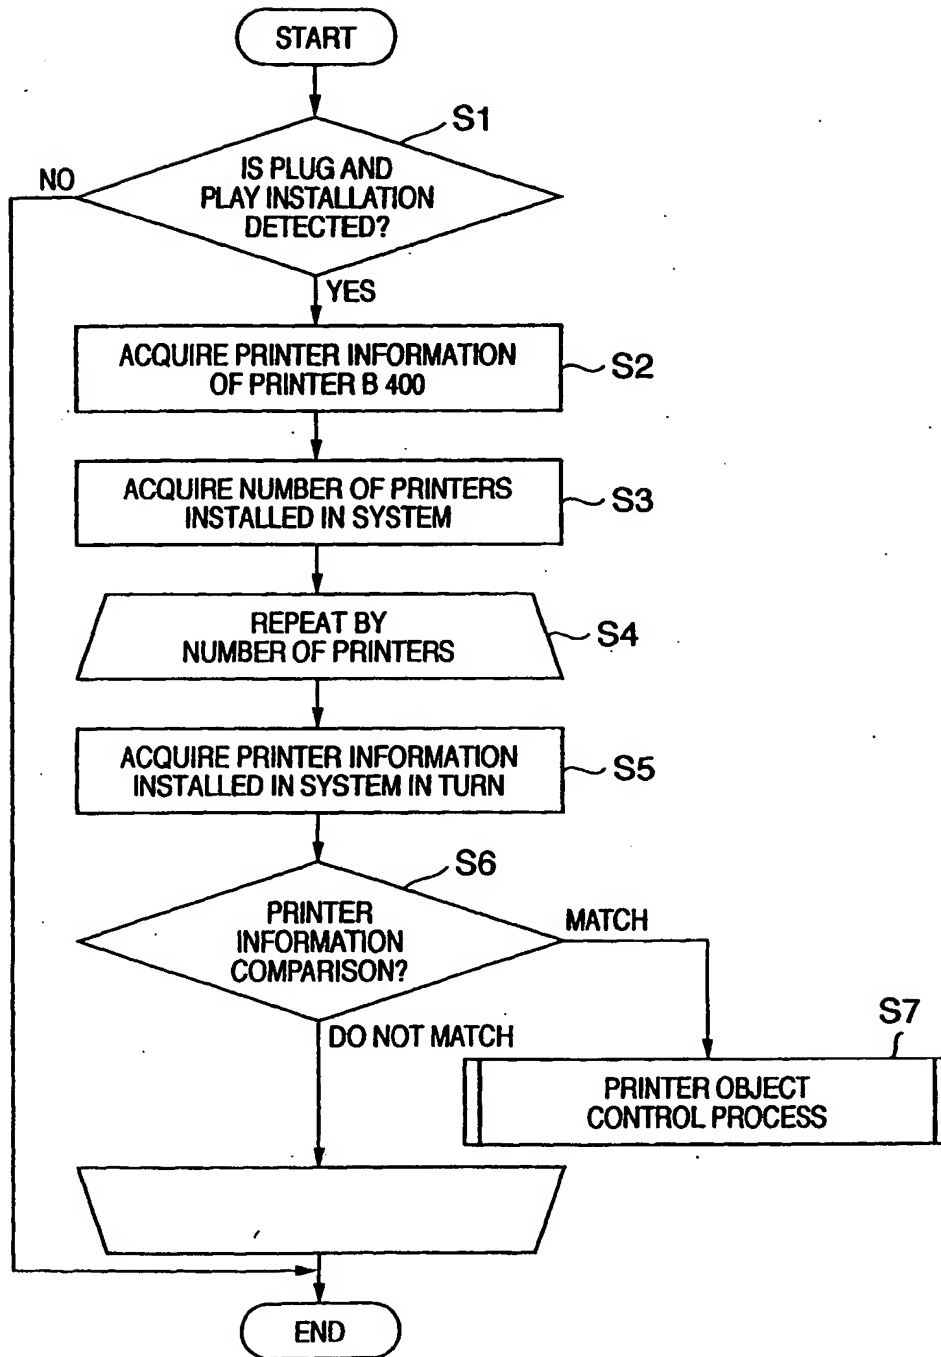 START
S1
IS PLUG AND
PLAY INSTALLATION
DETECTED?
NO
YES
ACQUIRE PRINTER INFORMATION
OF PRINTER B 400
S2
ACQUIRE NUMBER OF PRINTERS
INSTALLED IN SYSTEM
S3
REPEAT BY
NUMBER OF PRINTERS
S4
ACQUIRE PRINTER INFORMATION
INSTALLED IN SYSTEM IN TURN
S5
S6
PRINTER
INFORMATION
COMPARISON?
MATCH
DO NOT MATCH
S7
PRINTER OBJECT
CONTROL PROCESS
END